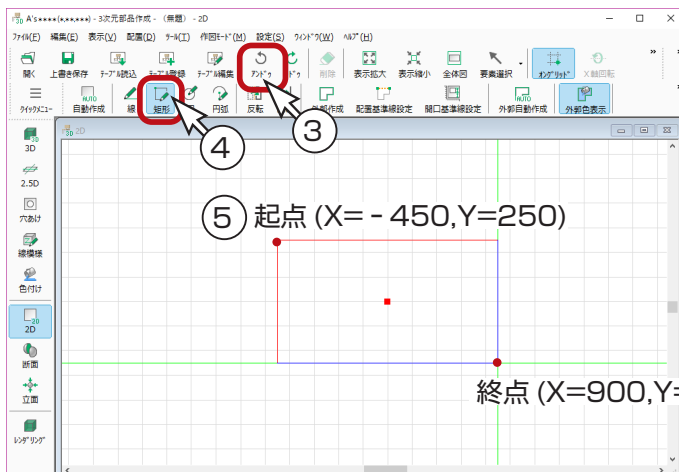 A's****(*.**,**) - 3次元部品作成 - （無題） - 2D
ﾌｧｲﾙ(F) 編集(E) 表示(V) 配置(D) ﾂｰﾙ(T) 作図ﾓｰﾄﾞ(M) 設定(S) ｳｨﾝﾄﾞｳ(W) ﾍﾙﾌﾟ(H)
開く 上書き保存 ﾃｰﾌﾞﾙ読込 ﾃｰﾌﾞﾙ登録 ﾃｰﾌﾞﾙ編集 ｱﾝﾄﾞｩ ﾄﾞｩ 削除 表示拡大 表示縮小 全体図 要素選択 ｵﾝｸﾞﾘｯﾄﾞ X軸回転
ｸｲｯｸﾒﾆｭｰ 自動作成 線 矩形 円弧 反転 外郭作成 配置基準線設定 開口基準線設定 外郭自動作成 外郭色表示
④ ③
3D
2D
2.5D
穴あけ
線模様
色付け
2D
断面
立面
ﾚﾝﾀﾞﾘﾝｸﾞ
⑤ 起点 (X=－450,Y=250)
終点 (X=900,Y=